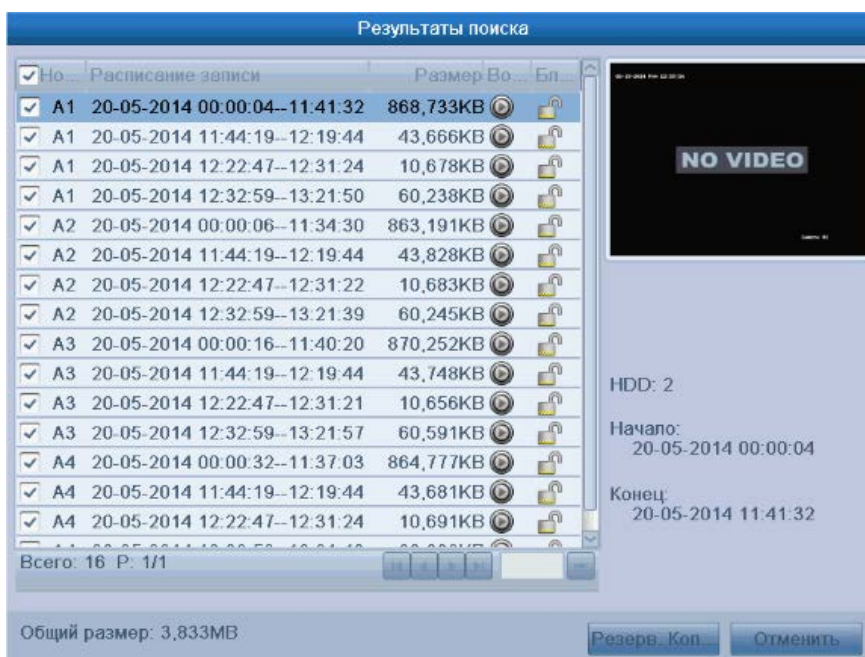 Результаты поиска
Но... Расписание записи Размер Во... Бл...
A1 20-05-2014 00:00:04--11:41:32 868,733KB
A1 20-05-2014 11:44:19--12:19:44 43,666KB
A1 20-05-2014 12:22:47--12:31:24 10,678KB
A1 20-05-2014 12:32:59--13:21:50 60,238KB
A2 20-05-2014 00:00:06--11:34:30 863,191KB
A2 20-05-2014 11:44:19--12:19:44 43,828KB
A2 20-05-2014 12:22:47--12:31:22 10,683KB
A2 20-05-2014 12:32:59--13:21:39 60,245KB
A3 20-05-2014 00:00:16--11:40:20 870,252KB
A3 20-05-2014 11:44:19--12:19:44 43,748KB
A3 20-05-2014 12:22:47--12:31:21 10,656KB
A3 20-05-2014 12:32:59--13:21:57 60,591KB
A4 20-05-2014 00:00:32--11:37:03 864,777KB
A4 20-05-2014 11:44:19--12:19:44 43,681KB
A4 20-05-2014 12:22:47--12:31:24 10,691KB
Всего: 16 P: 1/1
NO VIDEO
HDD: 2
Начало:
20-05-2014 00:00:04
Конец:
20-05-2014 11:41:32
Общий размер: 3,833MB
Резерв. Коп...
Отменить